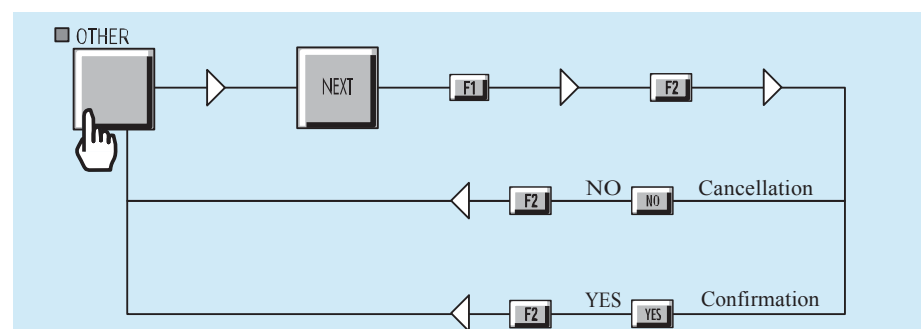 OTHER
NEXT F1 F2
F2 NO NO Cancellation
F2 YES YES Confirmation